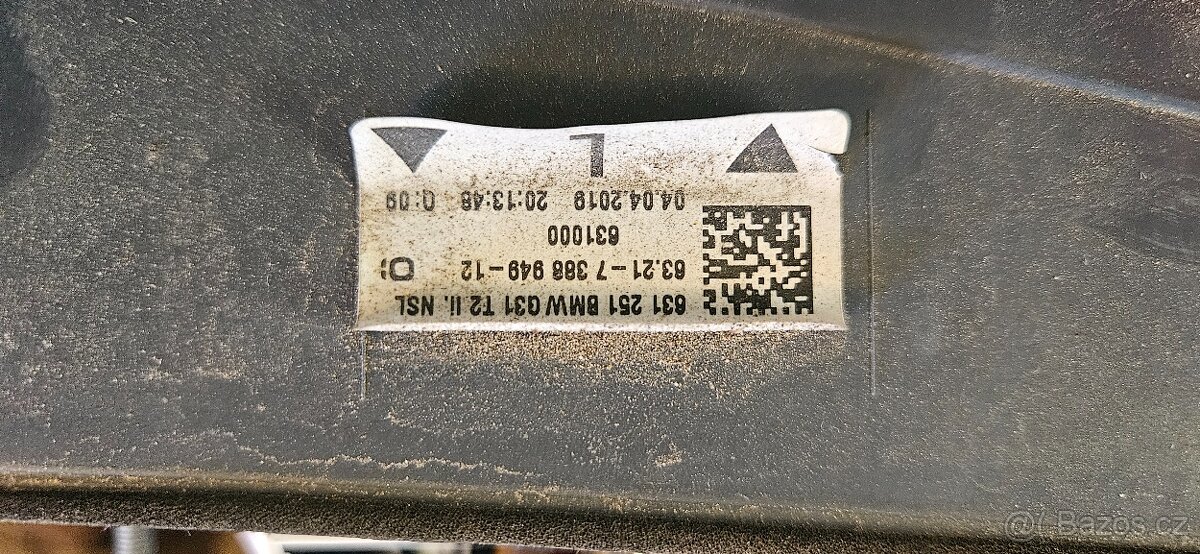 631 251 BMW G31 T2 li. NSL
63.21-7 388 949-12
631000
04.04.2019 20:13:48 Q:09
L
Bazos.cz